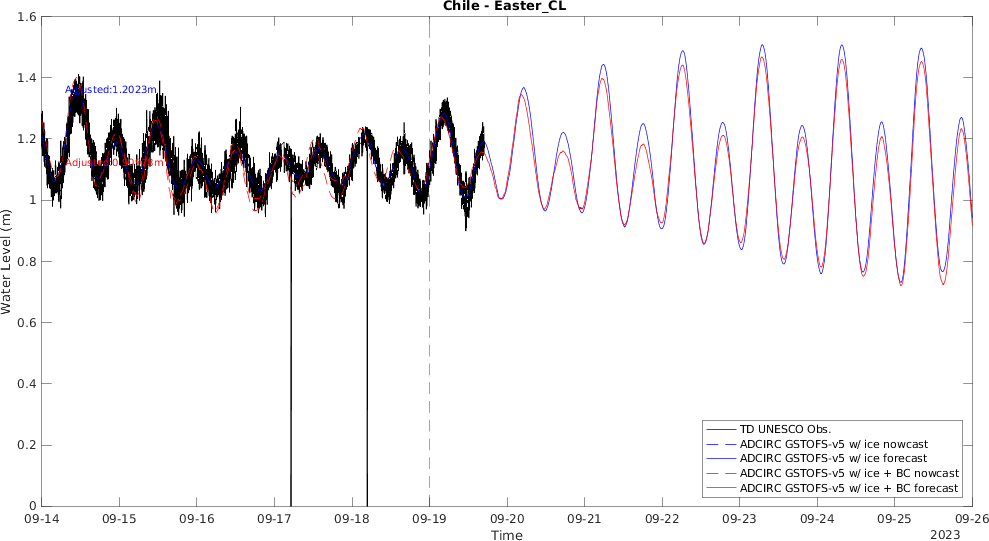 Chile - Easter_CL
Water Level (m)
1.6
1.4
1.2
1
0.8
0.6
0.4
0.2
0
Adjusted:1.2023m
09-14
09-15
09-16
09-17
09-18
09-19
09-20
09-21
09-22
09-23
09-24
09-25
09-26
Time
2023
TD UNESCO Obs.
ADCIRC GSTOFS-v5 w/ ice nowcast
ADCIRC GSTOFS-v5 w/ ice forecast
ADCIRC GSTOFS-v5 w/ ice + BC nowcast
ADCIRC GSTOFS-v5 w/ ice + BC forecast